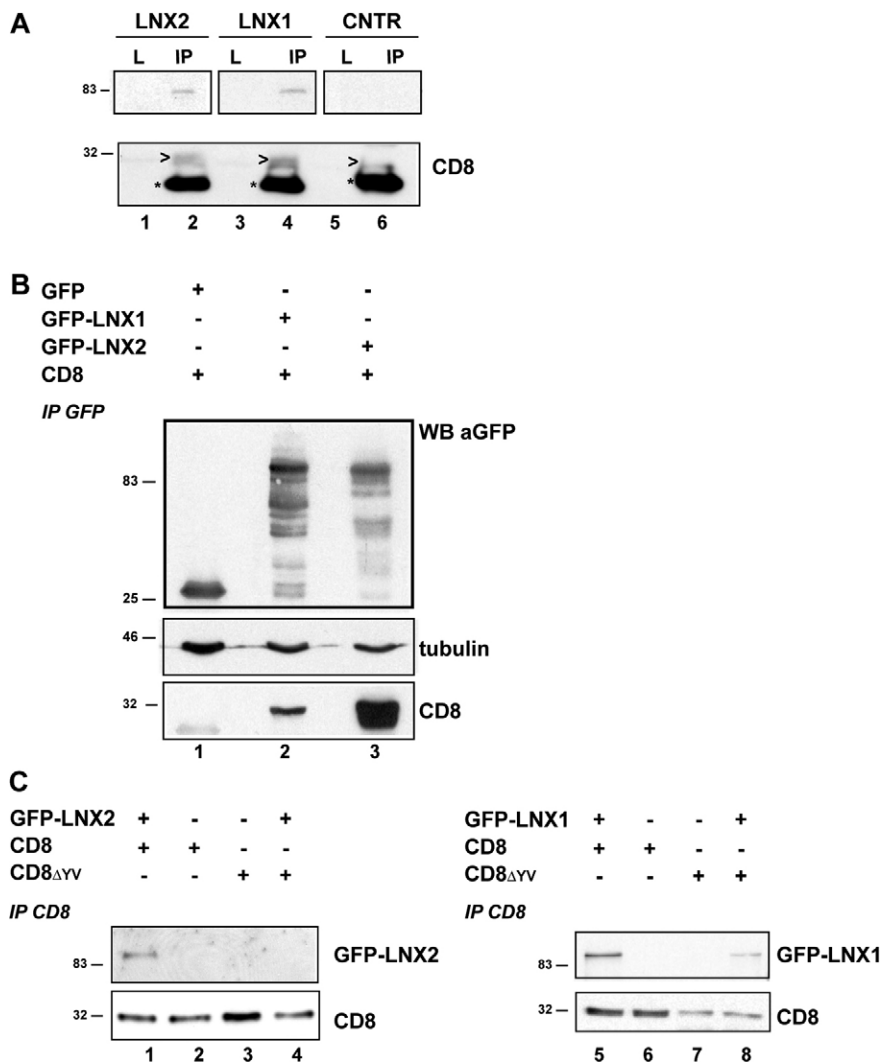 A
LNX2 LNX1 CNTR
L IP L IP L IP
83
32
> > >
CD8
* * *
1 2 3 4 5 6
B
GFP + - -
GFP-LNX1 - + -
GFP-LNX2 - - +
CD8 + + +
IP GFP
WB aGFP
83
25
46
tubulin
32
CD8
1 2 3
C
GFP-LNX2 + - - +
CD8 + + - -
CD8ΔYV - - + +
IP CD8
83
GFP-LNX2
32
CD8
1 2 3 4
GFP-LNX1 + - - +
CD8 + + - -
CD8ΔYV - - + +
IP CD8
83
GFP-LNX1
32
CD8
5 6 7 8